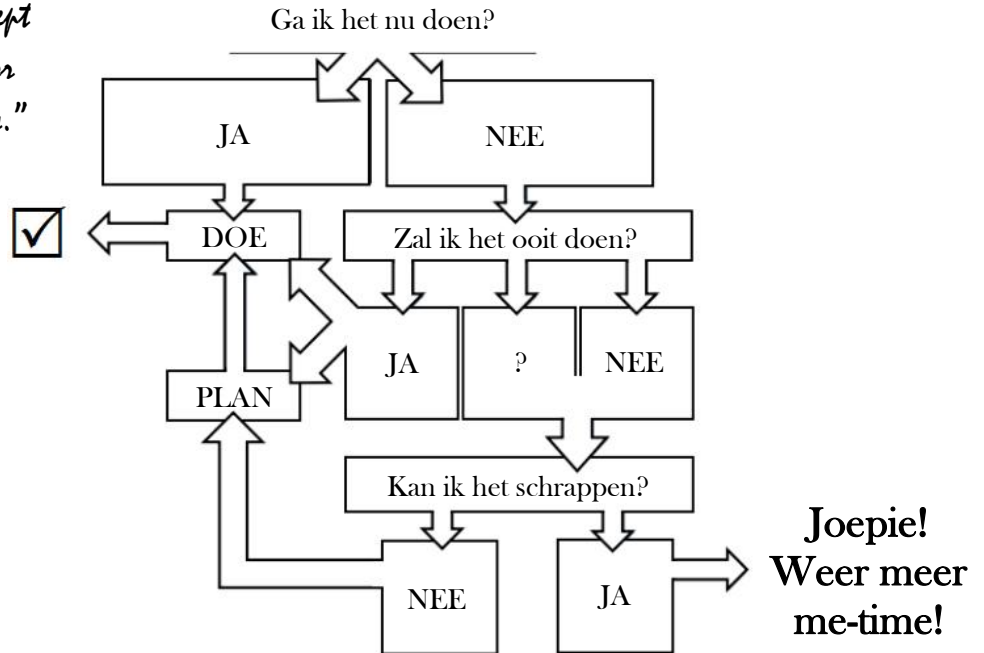 Ga ik het nu doen?
JA
NEE
DOE
Zal ik het ooit doen?
JA
?
NEE
PLAN
Kan ik het schrappen?
NEE
JA
Joepie!
Weer meer
me-time!